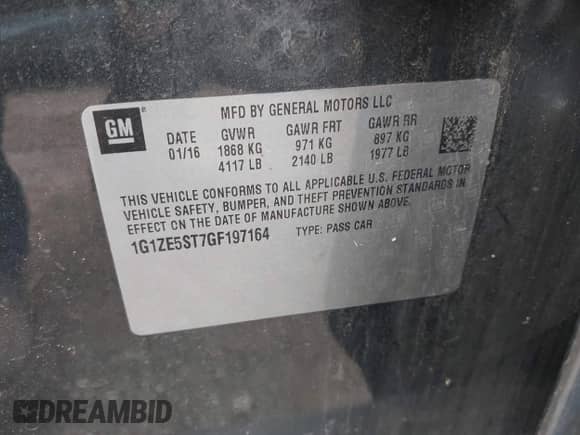 GM
MFD BY GENERAL MOTORS LLC
DATE GVWR GAWR FRT GAWR RR
01/16 1868 KG 971 KG 897 KG
4117 LB 2140 LB 1977 LB
THIS VEHICLE CONFORMS TO ALL APPLICABLE U.S. FEDERAL MOTOR
VEHICLE SAFETY, BUMPER, AND THEFT PREVENTION STANDARDS IN
EFFECT ON THE DATE OF MANUFACTURE SHOWN ABOVE.
1G1ZE5ST7GF197164 TYPE: PASS CAR
DREAMBID